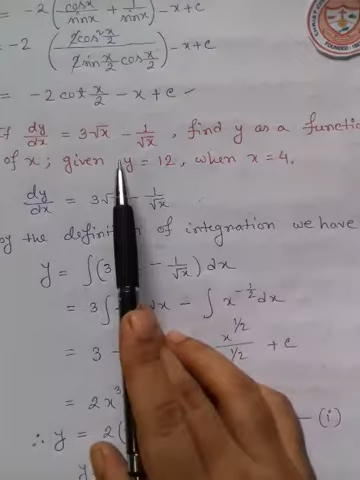 = -2 (cosx/sinx + 1/sinx) - x + c
= -2 (2cos²x/2 / 2sin x/2 cos x/2) - x + c
= -2 cot x/2 - x + c
If dy/dx = 3√x - 1/√x , find y as a function
of x; given y = 12, when x = 4.
dy/dx = 3√ - 1/√x
by the definition of integration we have
y = ∫(3 - 1/√x) dx
= 3∫ dx - ∫ x^-1/2 dx
= 3 - x^1/2 / 1/2 + c
= 2x³
∴ y = 2( — (i)
y